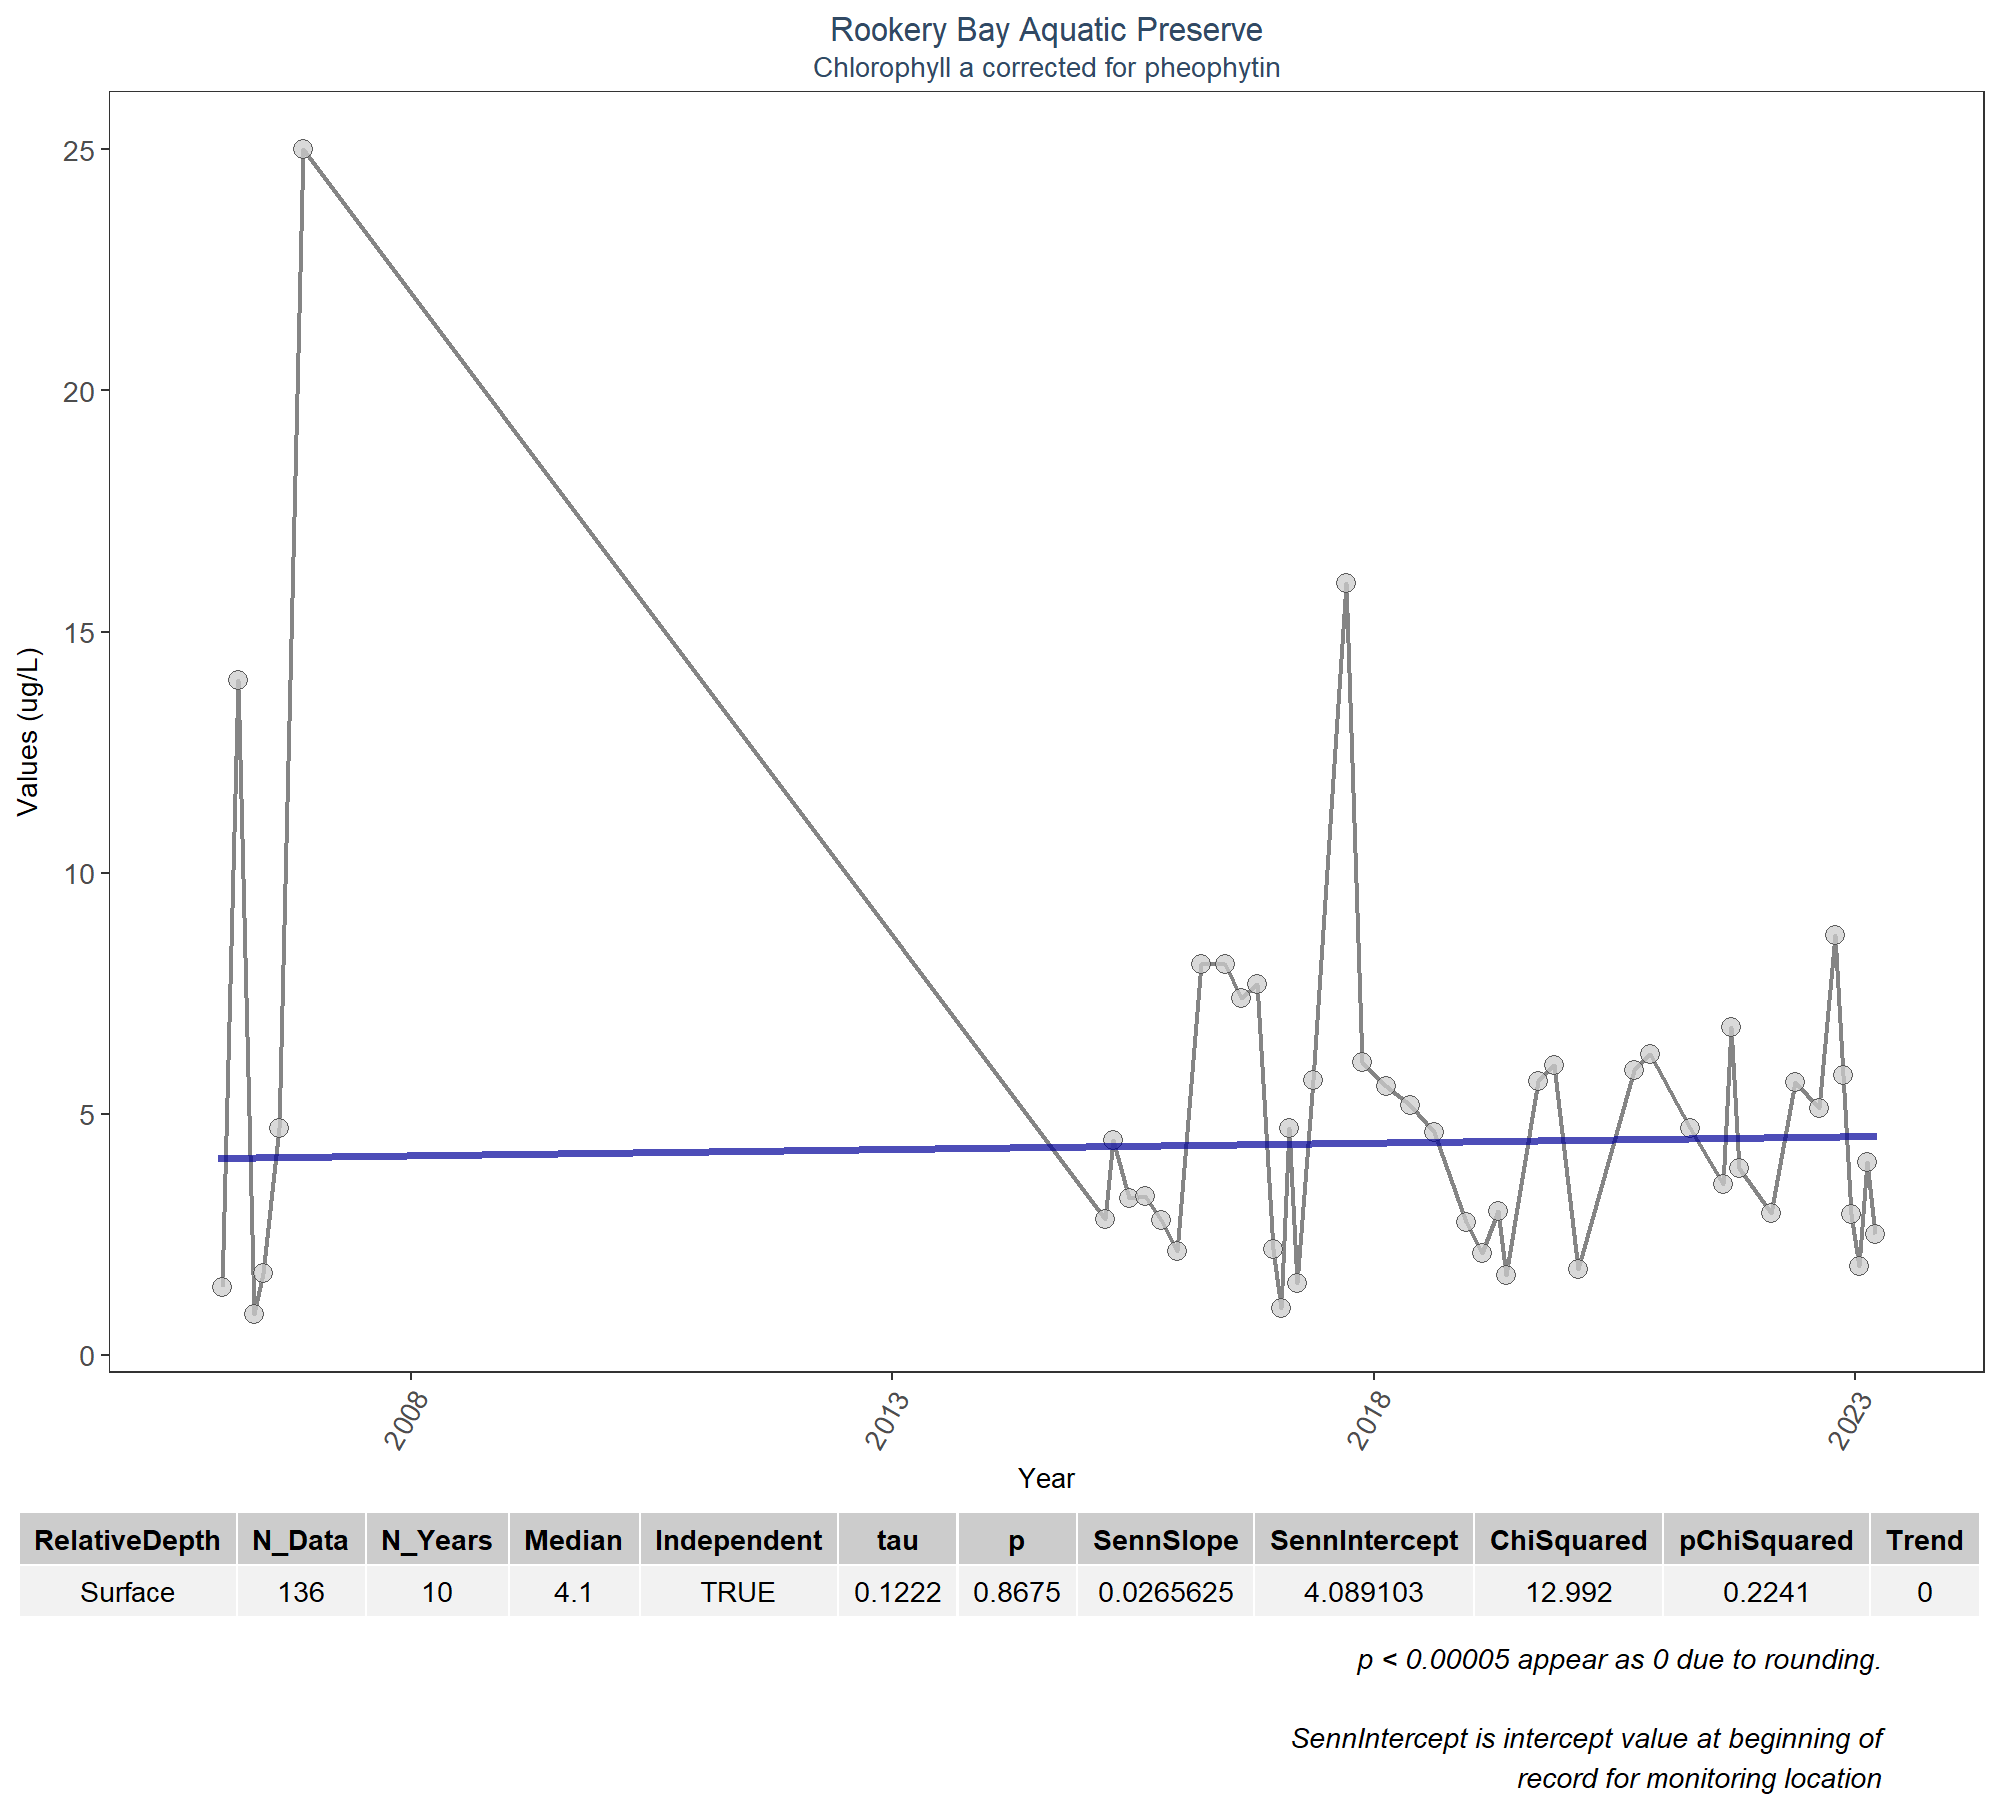 Rookery Bay Aquatic Preserve
Chlorophyll a corrected for pheophytin
Values (ug/L)
25
20
15
10
5
0
2008
2013
2018
2023
Year
RelativeDepth N_Data N_Years Median Independent tau p SennSlope SennIntercept ChiSquared pChiSquared Trend
Surface 136 10 4.1 TRUE 0.1222 0.8675 0.0265625 4.089103 12.992 0.2241 0
p < 0.00005 appear as 0 due to rounding.
SennIntercept is intercept value at beginning of
record for monitoring location